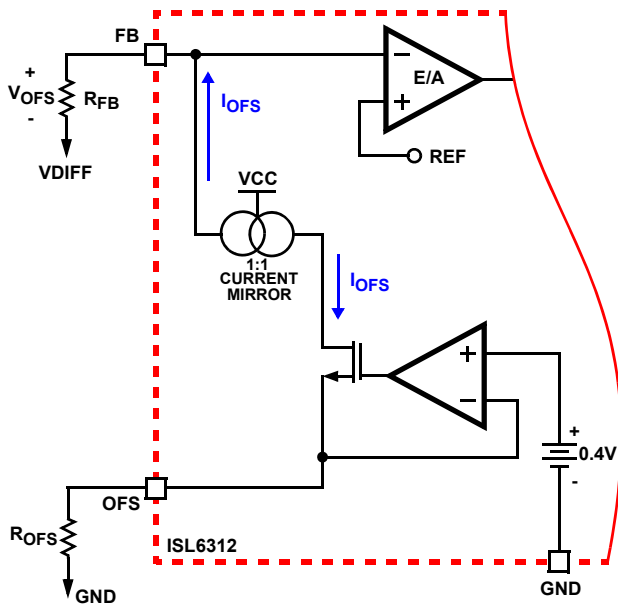 FB
+
VOFS
-
RFB
VDIFF
IOFS
-
E/A
+
REF
VCC
1:1
CURRENT
MIRROR
IOFS
+
-
+
0.4V
-
OFS
ROFS
GND
ISL6312
GND